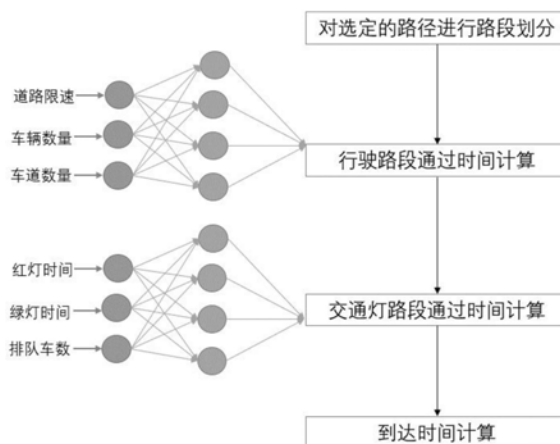 对选定的路径进行路段划分
道路限速
车辆数量
车道数量
行驶路段通过时间计算
红灯时间
绿灯时间
排队车数
交通灯路段通过时间计算
到达时间计算